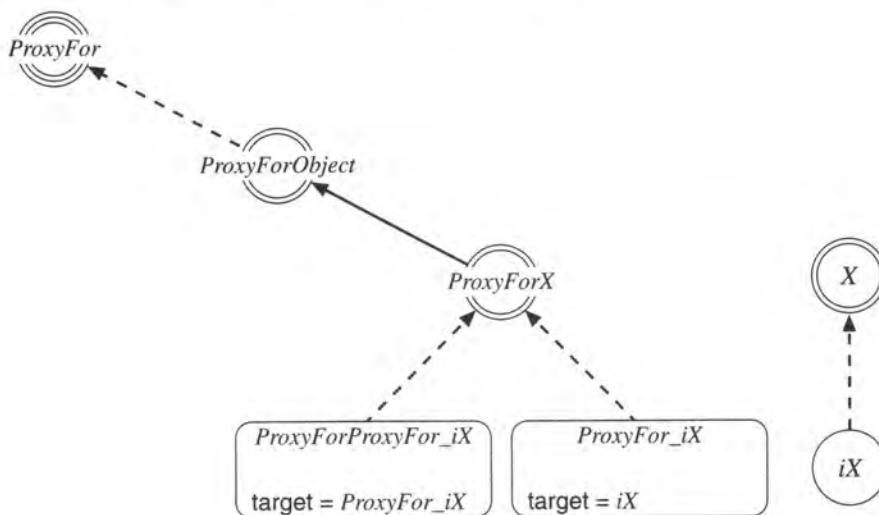 ProxyFor
ProxyForObject
ProxyForX
X
ProxyForProxyFor_iX
target = ProxyFor_iX
ProxyFor_iX
target = iX
iX